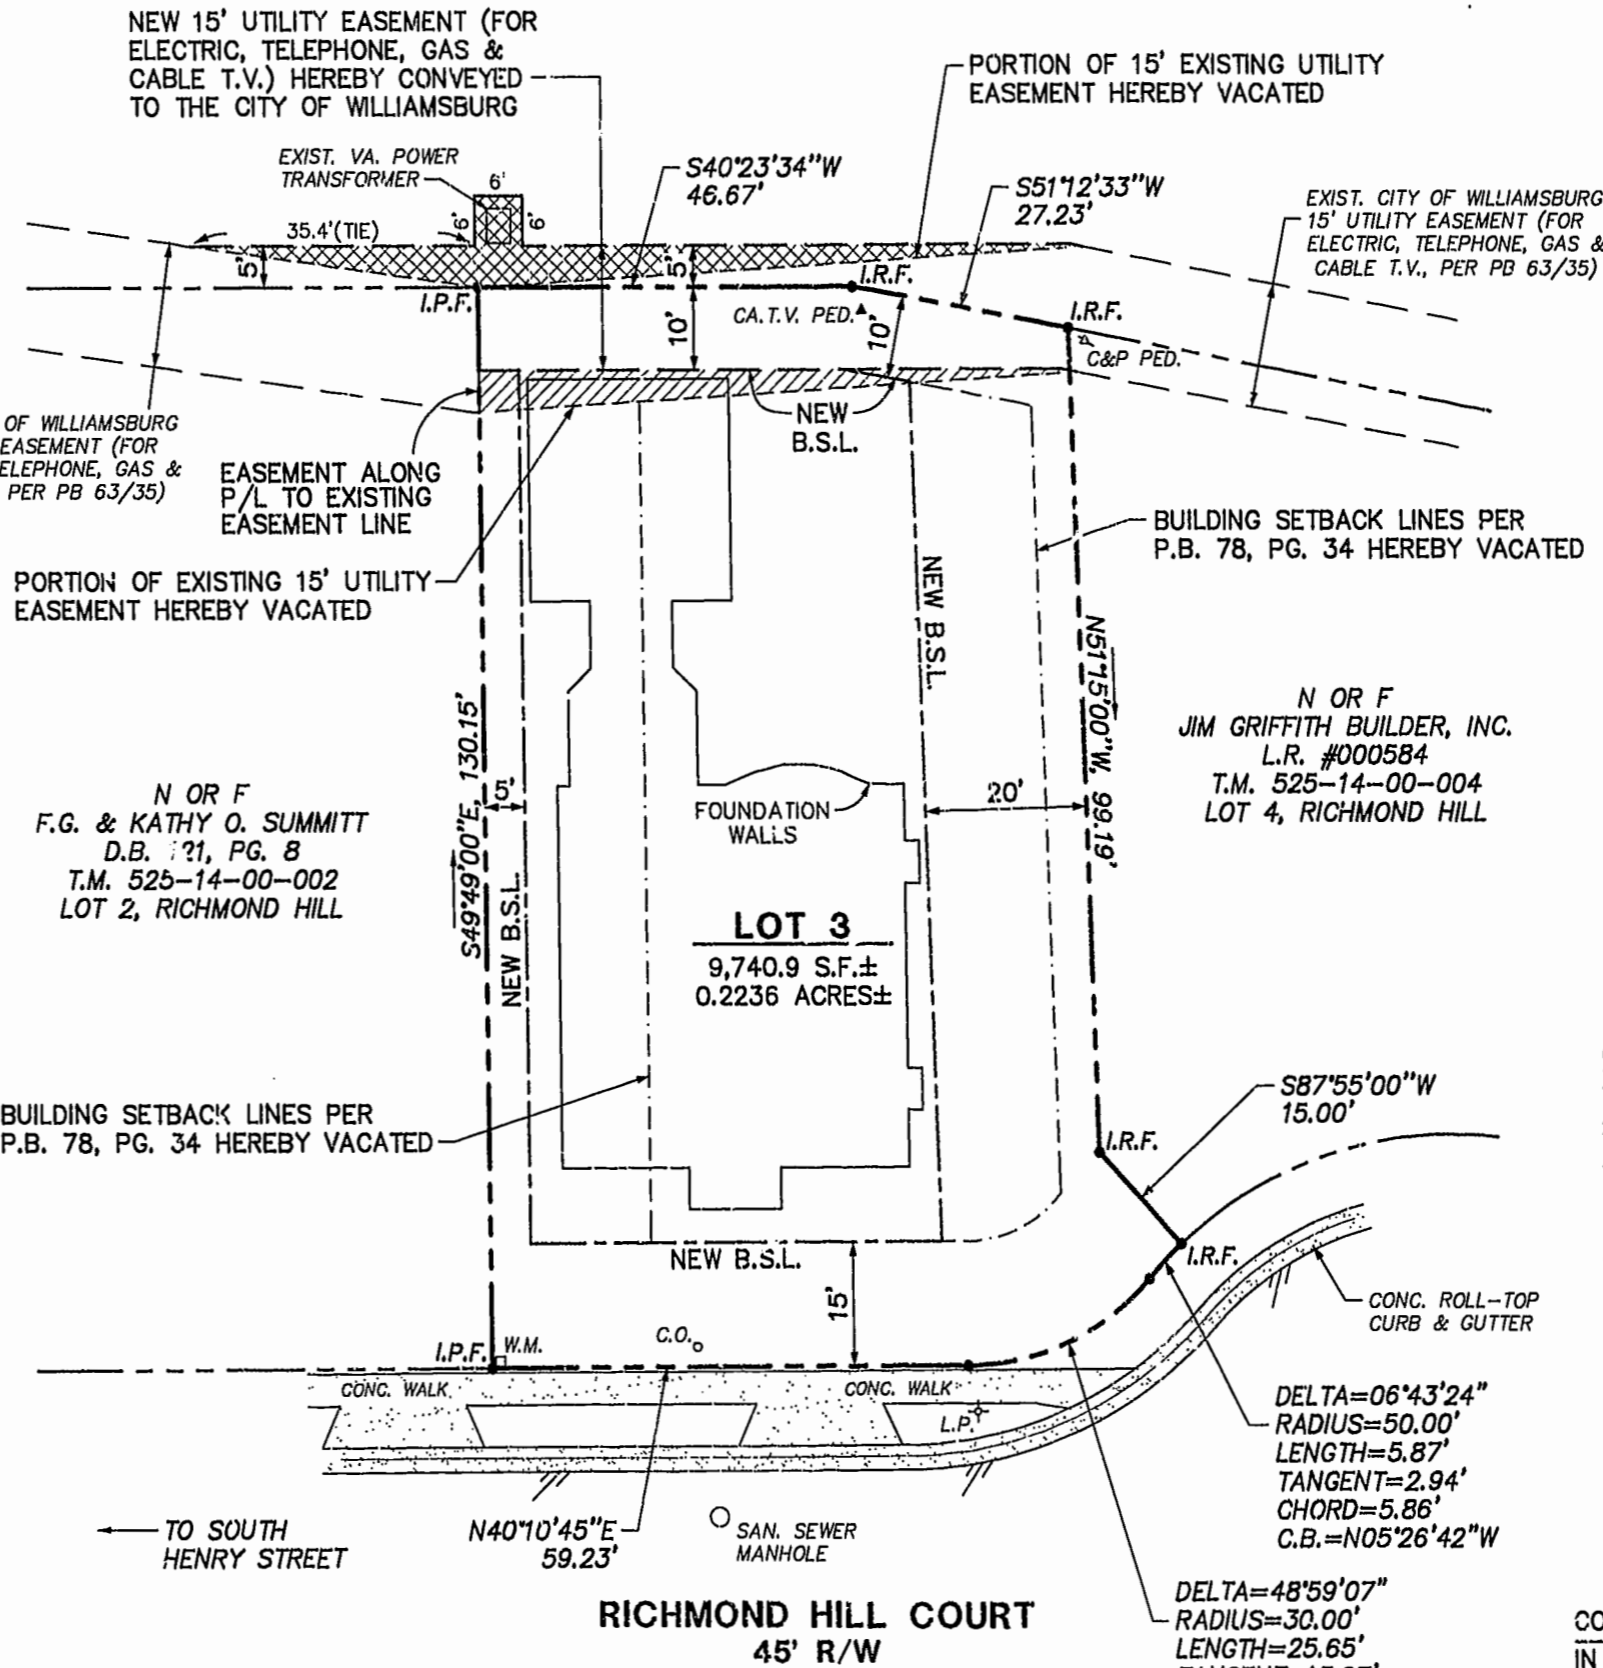 NEW 15' UTILITY EASEMENT (FOR
ELECTRIC, TELEPHONE, GAS &
CABLE T.V.) HEREBY CONVEYED
TO THE CITY OF WILLIAMSBURG
PORTION OF 15' EXISTING UTILITY
EASEMENT HEREBY VACATED
EXIST. VA. POWER
TRANSFORMER
6'
6'
6'
35.4'(TIE)
5'
S40°23'34"W
46.67'
S51°12'33"W
27.23'
EXIST. CITY OF WILLIAMSBURG
15' UTILITY EASEMENT (FOR
ELECTRIC, TELEPHONE, GAS &
CABLE T.V., PER PB 63/35)
5'
I.P.F.
I.R.F.
I.R.F.
CA.T.V. PED.
10'
10'
C&P PED.
NEW
B.S.L.
OF WILLIAMSBURG
EASEMENT (FOR
ELEPHONE, GAS &
PER PB 63/35)
EASEMENT ALONG
P/L TO EXISTING
EASEMENT LINE
BUILDING SETBACK LINES PER
P.B. 78, PG. 34 HEREBY VACATED
PORTION OF EXISTING 15' UTILITY
EASEMENT HEREBY VACATED
NEW B.S.L.
N51°15'00"W, 99.19'
S49°49'00"E, 130.15'
N OR F
JIM GRIFFITH BUILDER, INC.
L.R. #000584
T.M. 525-14-00-004
LOT 4, RICHMOND HILL
N OR F
F.G. & KATHY O. SUMMITT
D.B. 21, PG. 8
T.M. 525-14-00-002
LOT 2, RICHMOND HILL
5'
FOUNDATION
WALLS
20'
NEW B.S.L.
LOT 3
9,740.9 S.F.±
0.2236 ACRES±
BUILDING SETBACK LINES PER
P.B. 78, PG. 34 HEREBY VACATED
S87°55'00"W
15.00'
I.R.F.
I.R.F.
NEW B.S.L.
15'
CONC. ROLL-TOP
CURB & GUTTER
I.P.F.
W.M.
C.O.
CONC. WALK
CONC. WALK
L.P.
DELTA=06°43'24"
RADIUS=50.00'
LENGTH=5.87'
TANGENT=2.94'
CHORD=5.86'
C.B.=N05°26'42"W
TO SOUTH
HENRY STREET
N40°10'45"E
59.23'
SAN. SEWER
MANHOLE
DELTA=48°59'07"
RADIUS=30.00'
LENGTH=25.65'
RICHMOND HILL COURT
45' R/W
CO
IN